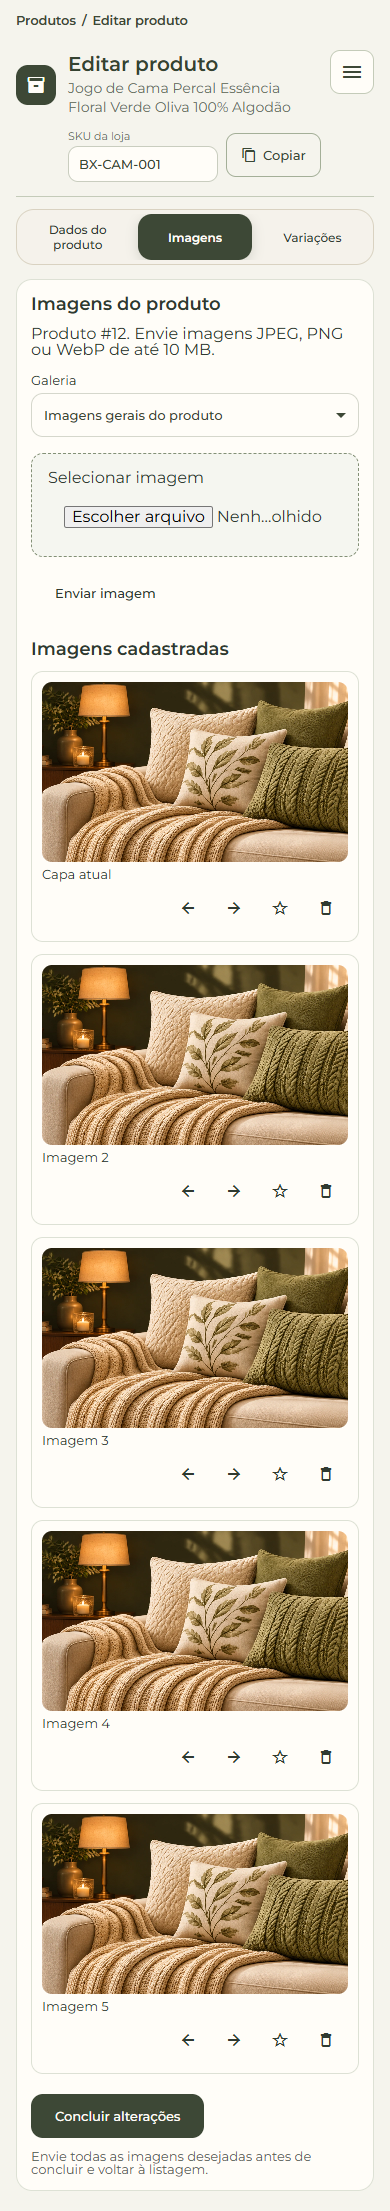 Produtos / Editar produto
Editar produto
Jogo de Cama Percal Essência
Floral Verde Oliva 100% Algodão
SKU da loja
BX-CAM-001
Copiar
Dados do
produto
Imagens
Variações
Imagens do produto
Produto #12. Envie imagens JPEG, PNG
ou WebP de até 10 MB.
Galeria
Imagens gerais do produto
Selecionar imagem
Escolher arquivo Nenh...olhido
Enviar imagem
Imagens cadastradas
Capa atual
Imagem 2
Imagem 3
Imagem 4
Imagem 5
Concluir alterações
Envie todas as imagens desejadas antes de
concluir e voltar à listagem.